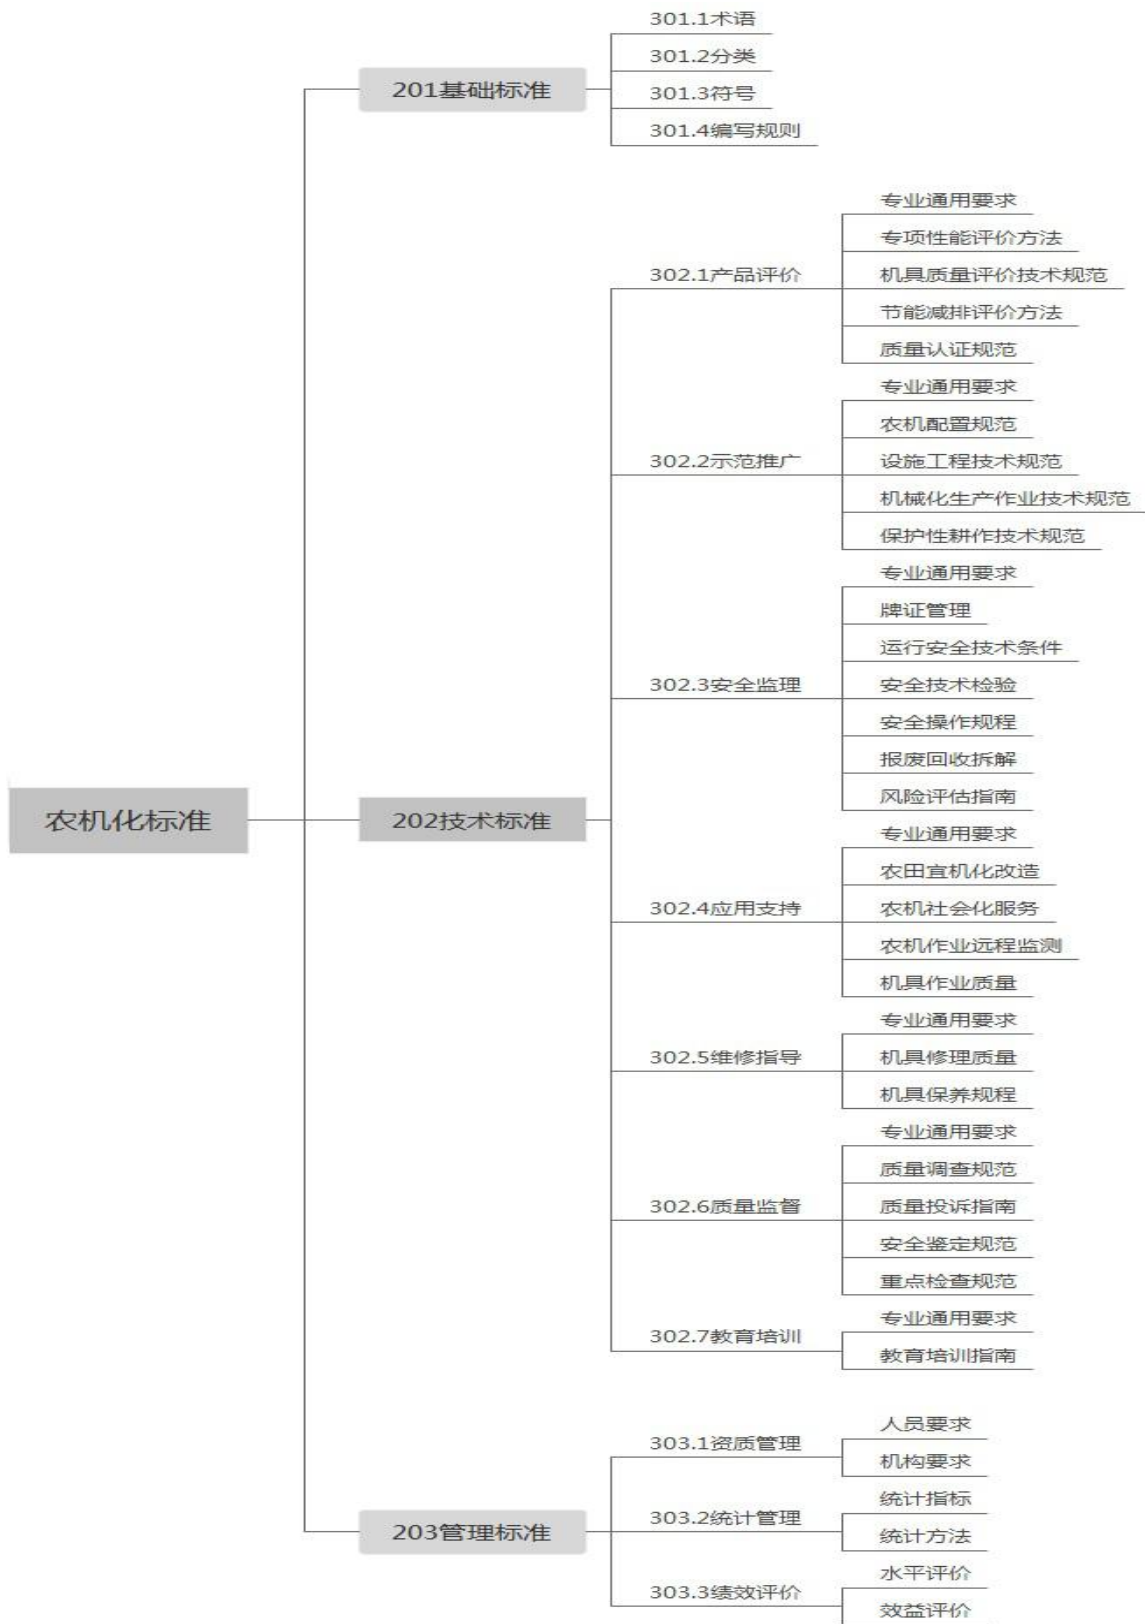 农机化标准
201基础标准
301.1术语
301.2分类
301.3符号
301.4编写规则
202技术标准
302.1产品评价
专业通用要求
专项性能评价方法
机具质量评价技术规范
节能减排评价方法
质量认证规范
302.2示范推广
专业通用要求
农机配置规范
设施工程技术规范
机械化生产作业技术规范
保护性耕作技术规范
302.3安全监理
专业通用要求
牌证管理
运行安全技术条件
安全技术检验
安全操作规程
报废回收拆解
风险评估指南
302.4应用支持
专业通用要求
农田宜机化改造
农机社会化服务
农机作业远程监测
机具作业质量
302.5维修指导
专业通用要求
机具修理质量
机具保养规程
302.6质量监督
专业通用要求
质量调查规范
质量投诉指南
安全鉴定规范
重点检查规范
302.7教育培训
专业通用要求
教育培训指南
203管理标准
303.1资质管理
人员要求
机构要求
303.2统计管理
统计指标
统计方法
303.3绩效评价
水平评价
效益评价